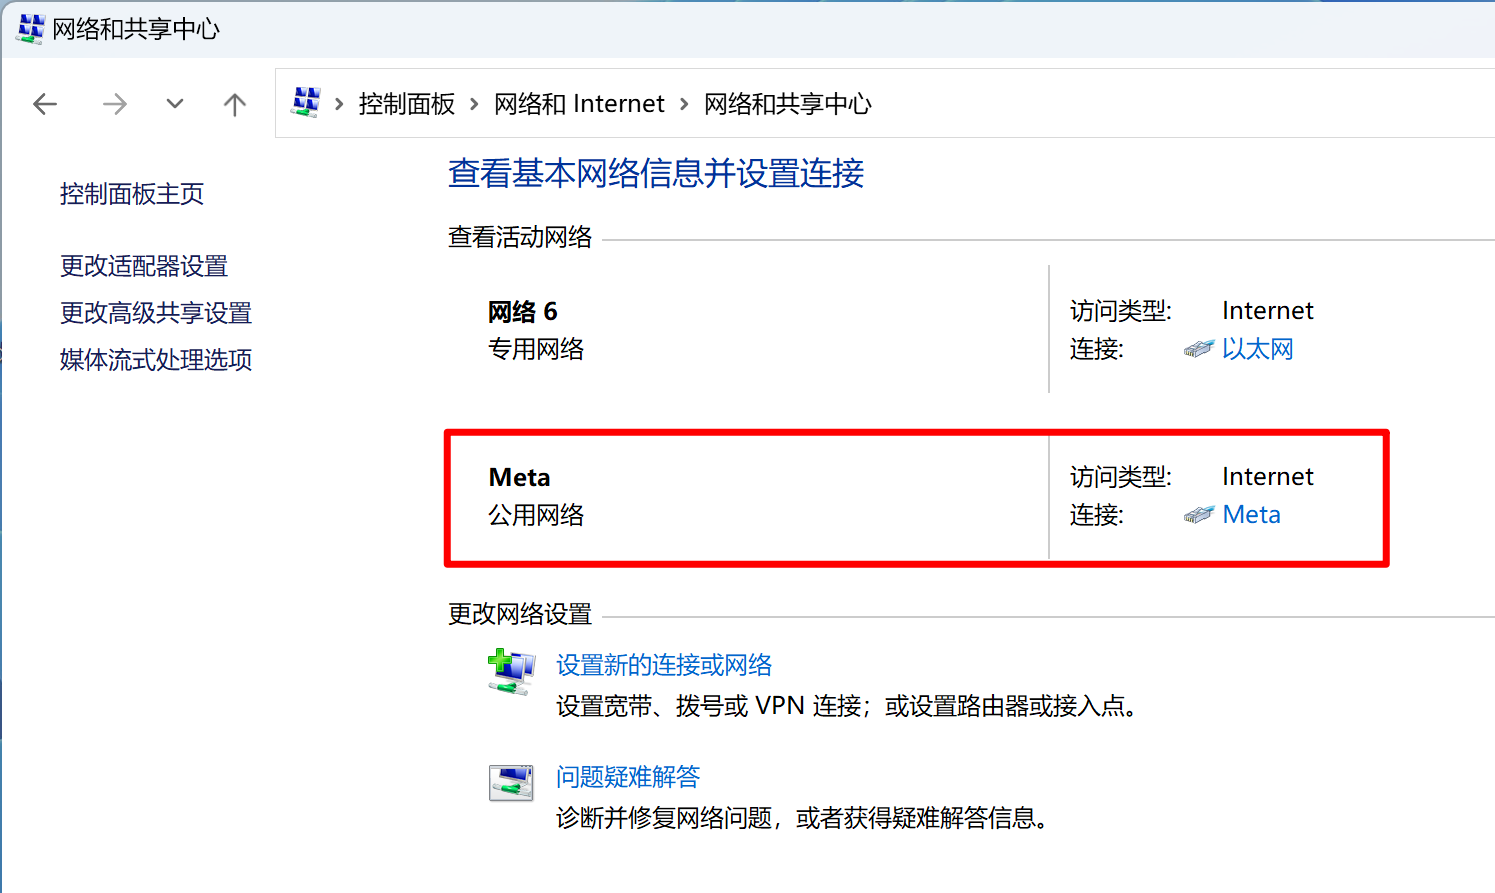 网络和共享中心
控制面板 > 网络和 Internet > 网络和共享中心
控制面板主页
更改适配器设置
更改高级共享设置
媒体流式处理选项
查看基本网络信息并设置连接
查看活动网络
网络 6
专用网络
访问类型: Internet
连接: 以太网
Meta
公用网络
访问类型: Internet
连接: Meta
更改网络设置
设置新的连接或网络
设置宽带、拨号或 VPN 连接；或设置路由器或接入点。
问题疑难解答
诊断并修复网络问题，或者获得疑难解答信息。